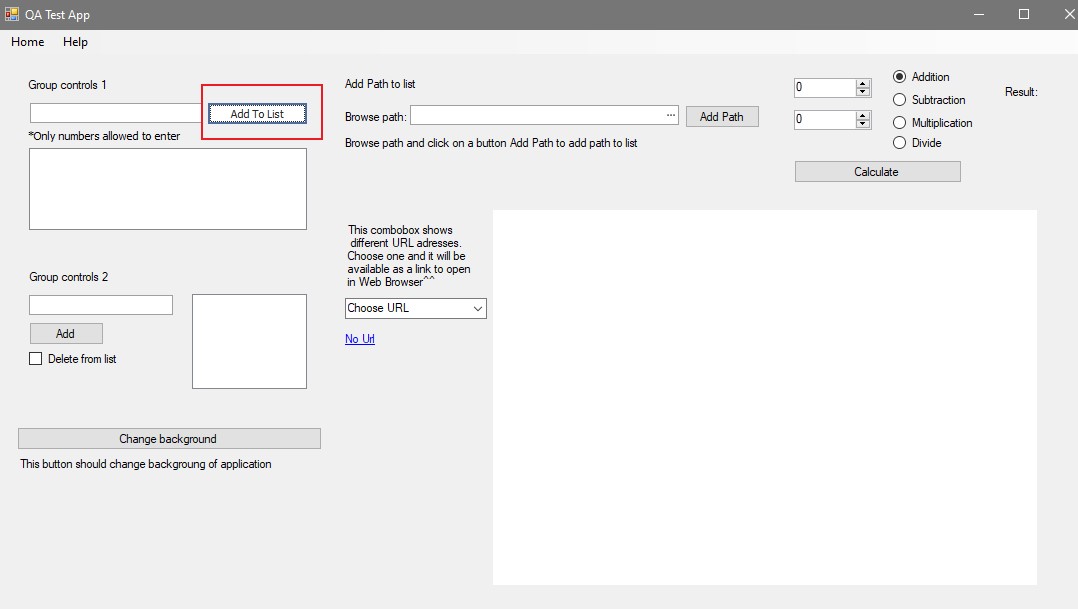 QA Test App
Home Help
Group controls 1
Add To List
*Only numbers allowed to enter
Group controls 2
Add
Delete from list
Change background
This button should change backgroung of application
Add Path to list
Browse path: ...
Add Path
Browse path and click on a button Add Path to add path to list
This combobox shows
different URL adresses.
Choose one and it will be
available as a link to open
in Web Browser^^
Choose URL
No Url
0
0
Addition
Subtraction
Multiplication
Divide
Result:
Calculate